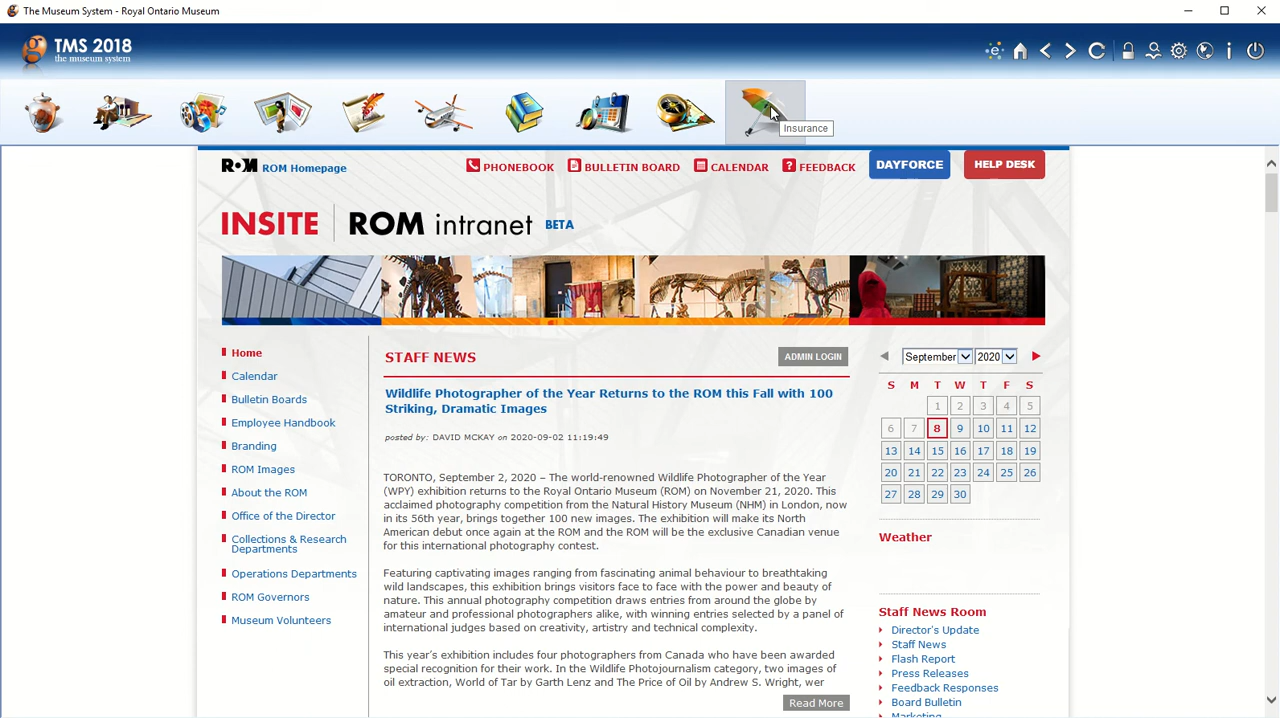 The Museum System - Royal Ontario Museum
TMS 2018
the museum system
Insurance
ROM ROM Homepage
PHONEBOOK BULLETIN BOARD CALENDAR FEEDBACK DAYFORCE HELP DESK
INSITE ROM intranet BETA
Home
Calendar
Bulletin Boards
Employee Handbook
Branding
ROM Images
About the ROM
Office of the Director
Collections & Research
Departments
Operations Departments
ROM Governors
Museum Volunteers
STAFF NEWS
ADMIN LOGIN
Wildlife Photographer of the Year Returns to the ROM this Fall with 100
Striking, Dramatic Images
posted by: DAVID MCKAY on 2020-09-02 11:19:49
TORONTO, September 2, 2020 – The world-renowned Wildlife Photographer of the Year
(WPY) exhibition returns to the Royal Ontario Museum (ROM) on November 21, 2020. This
acclaimed photography competition from the Natural History Museum (NHM) in London, now
in its 56th year, brings together 100 new images. The exhibition will make its North
American debut once again at the ROM and the ROM will be the exclusive Canadian venue
for this international photography contest.
Featuring captivating images ranging from fascinating animal behaviour to breathtaking
wild landscapes, this exhibition brings visitors face to face with the power and beauty of
nature. This annual photography competition draws entries from around the globe by
amateur and professional photographers alike, with winning entries selected by a panel of
international judges based on creativity, artistry and technical complexity.
This year's exhibition includes four photographers from Canada who have been awarded
special recognition for their work. In the Wildlife Photojournalism category, two images of
oil extraction, World of Tar by Garth Lenz and The Price of Oil by Andrew S. Wright, wer
Read More
September 2020
S M T W T F S
1 2 3 4 5
6 7 8 9 10 11 12
13 14 15 16 17 18 19
20 21 22 23 24 25 26
27 28 29 30
Weather
Staff News Room
Director's Update
Staff News
Flash Report
Press Releases
Feedback Responses
Board Bulletin
Marketing